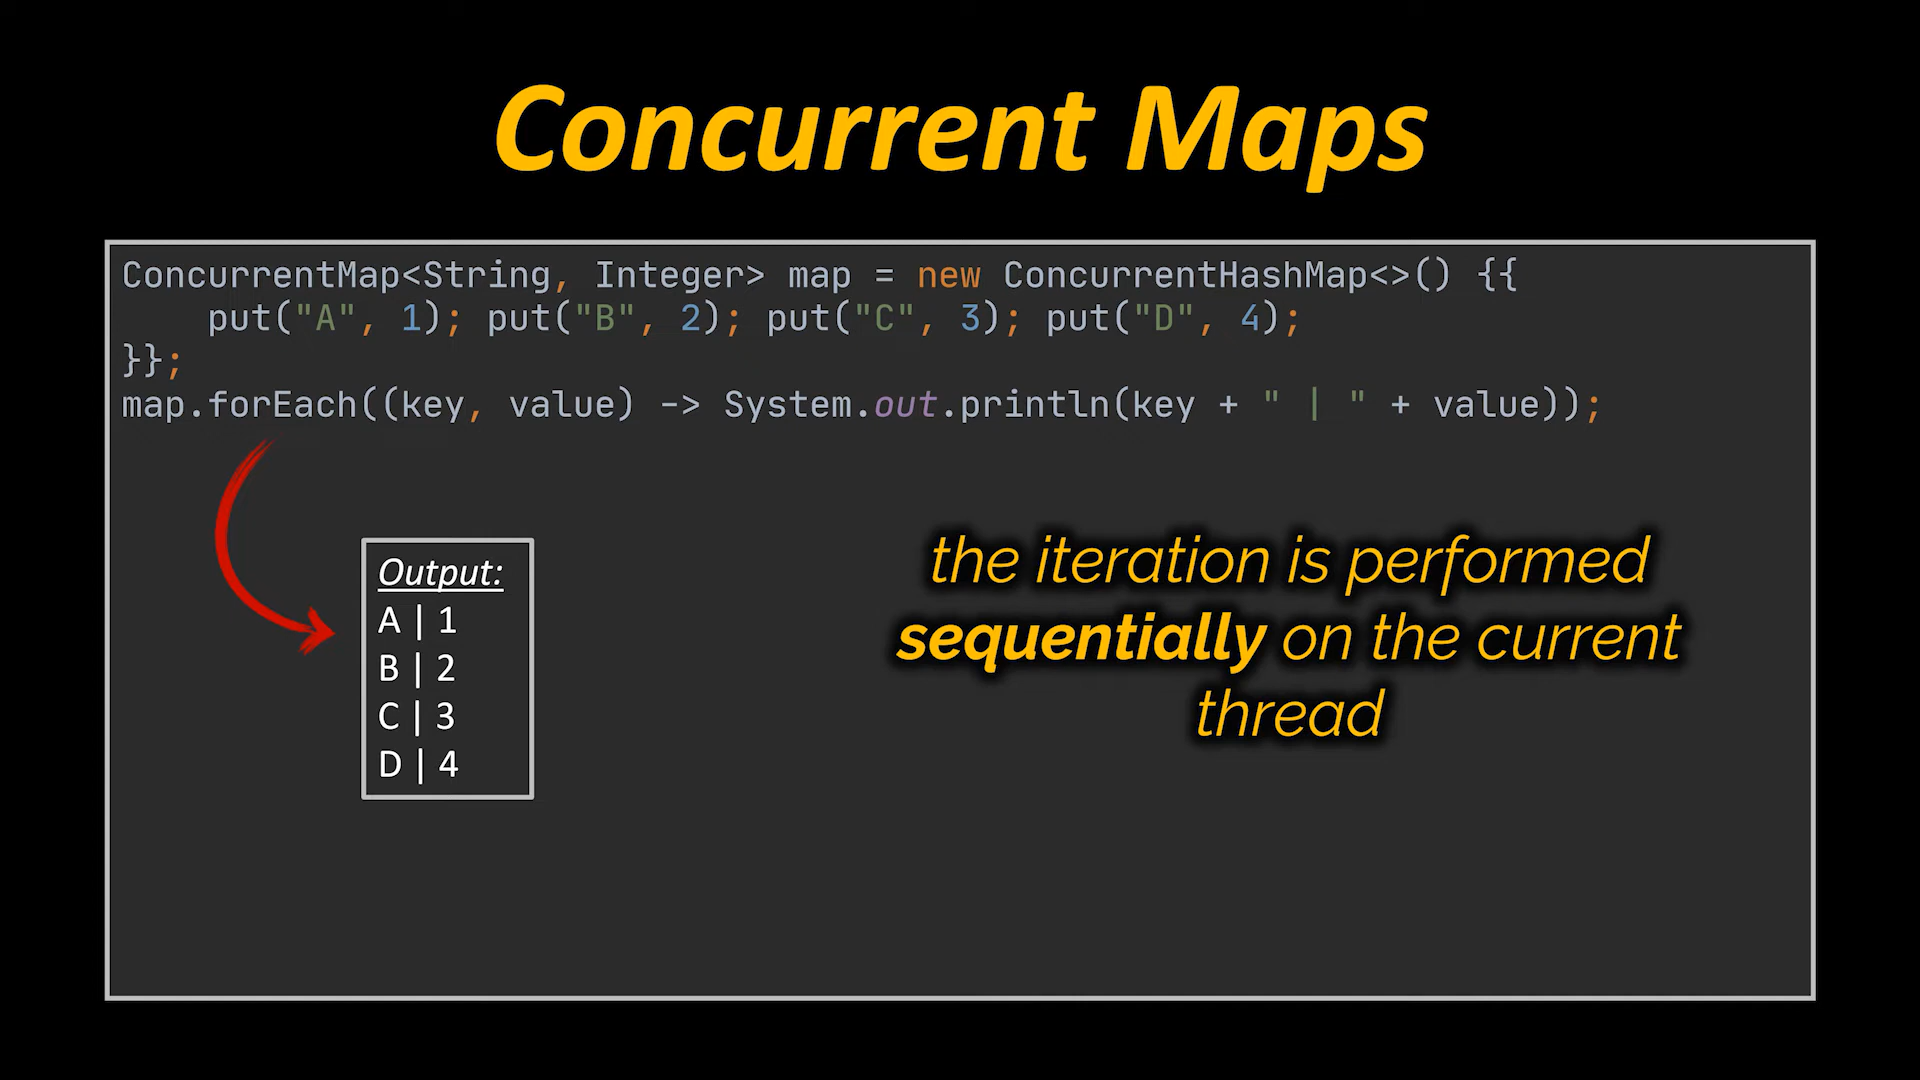 Concurrent Maps
ConcurrentMap<String, Integer> map = new ConcurrentHashMap<>() {{
    put("A", 1); put("B", 2); put("C", 3); put("D", 4);
}};
map.forEach((key, value) -> System.out.println(key + " | " + value));
Output:
A | 1
B | 2
C | 3
D | 4
the iteration is performed
sequentially on the current
thread